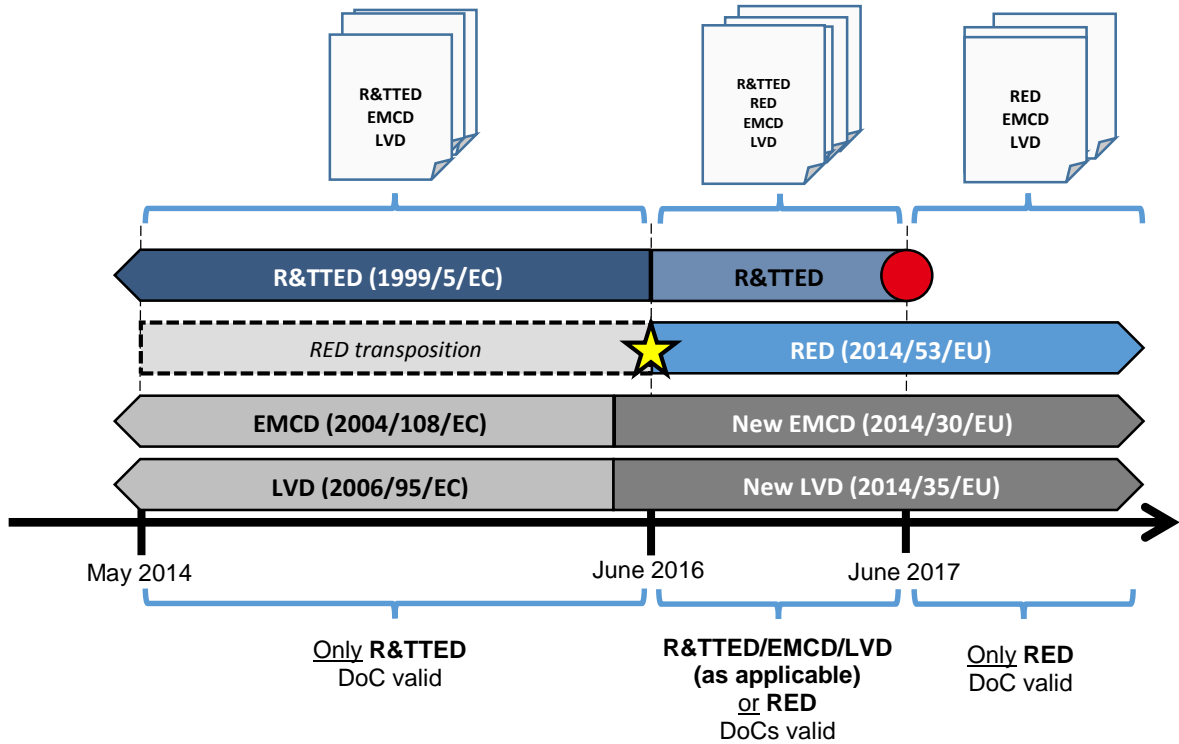 R&TTED
EMCD
LVD
R&TTED
RED
EMCD
LVD
RED
EMCD
LVD
R&TTED (1999/5/EC)
R&TTED
RED transposition
RED (2014/53/EU)
EMCD (2004/108/EC)
New EMCD (2014/30/EU)
LVD (2006/95/EC)
New LVD (2014/35/EU)
May 2014
June 2016
June 2017
Only R&TTED
DoC valid
R&TTED/EMCD/LVD
(as applicable)
or RED
DoCs valid
Only RED
DoC valid